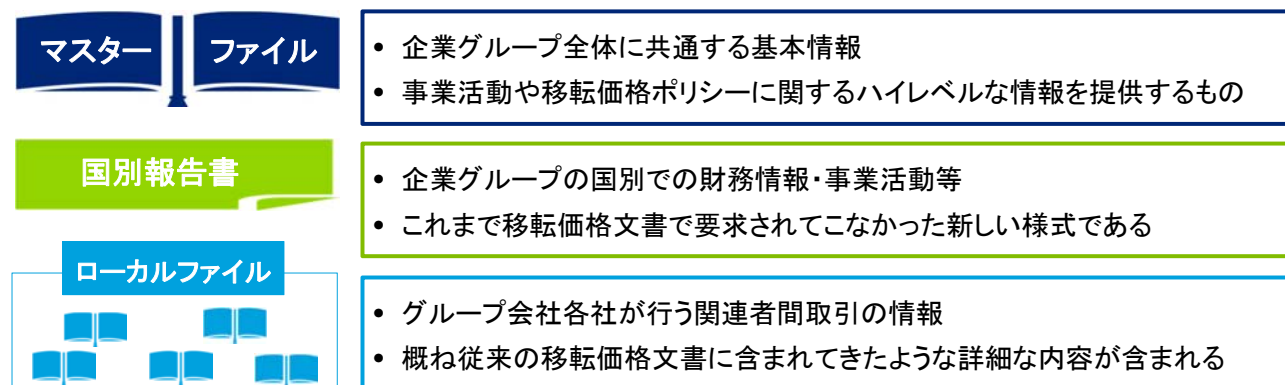 マスター ファイル
• 企業グループ全体に共通する基本情報
• 事業活動や移転価格ポリシーに関するハイレベルな情報を提供するもの
国別報告書
• 企業グループの国別での財務情報・事業活動等
• これまで移転価格文書で要求されてこなかった新しい様式である
ローカルファイル
• グループ会社各社が行う関連者間取引の情報
• 概ね従来の移転価格文書に含まれてきたような詳細な内容が含まれる